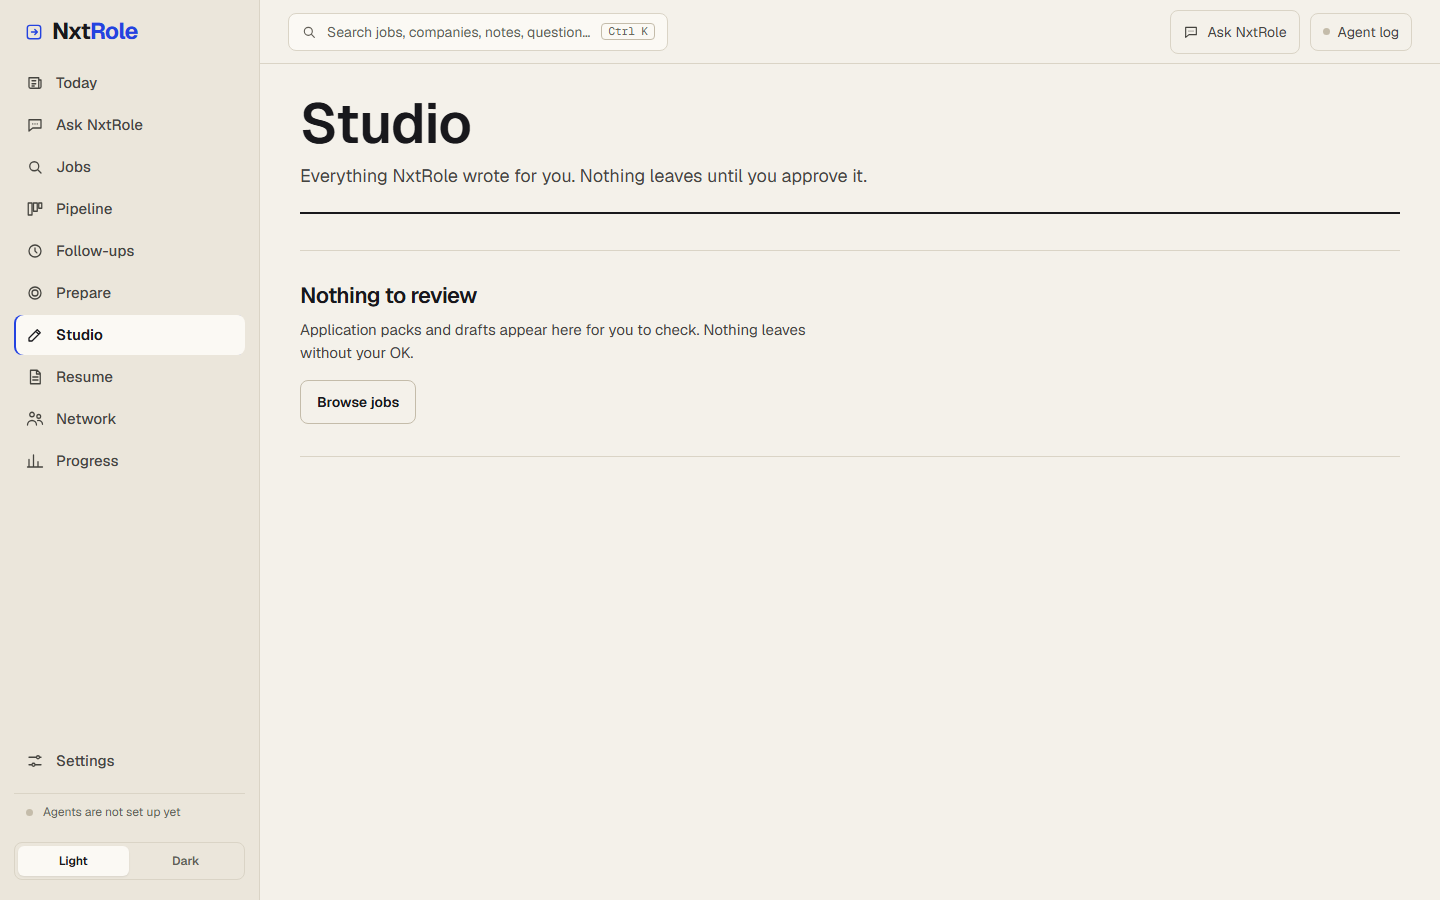 NxtRole
Search jobs, companies, notes, question...
Ctrl K
Ask NxtRole
Agent log
Today
Ask NxtRole
Jobs
Pipeline
Follow-ups
Prepare
Studio
Resume
Network
Progress
Settings
Agents are not set up yet
Light
Dark
Studio
Everything NxtRole wrote for you. Nothing leaves until you approve it.
Nothing to review
Application packs and drafts appear here for you to check. Nothing leaves
without your OK.
Browse jobs